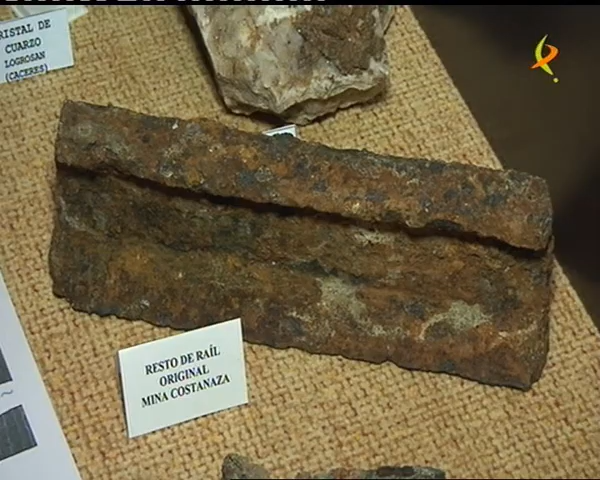 RISTAL DE
CUARZO
LOGROSAN
(CACERES)
RESTO DE RAÍL
ORIGINAL
MINA COSTANAZA